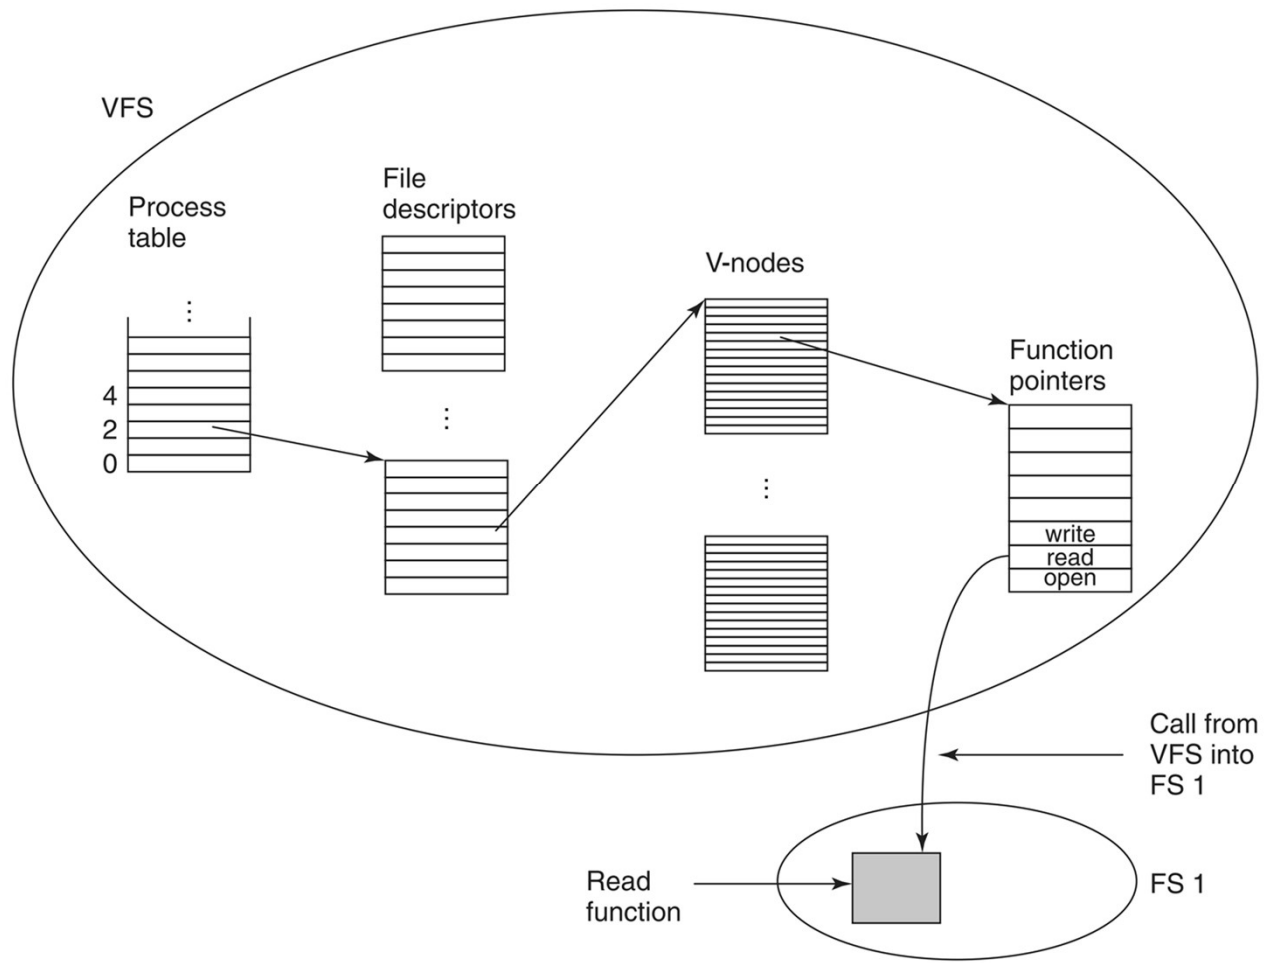 VFS
Process
table
⋮
4
2
0
File
descriptors
⋮
V-nodes
⋮
Function
pointers
write
read
open
Call from
VFS into
FS 1
Read
function
FS 1